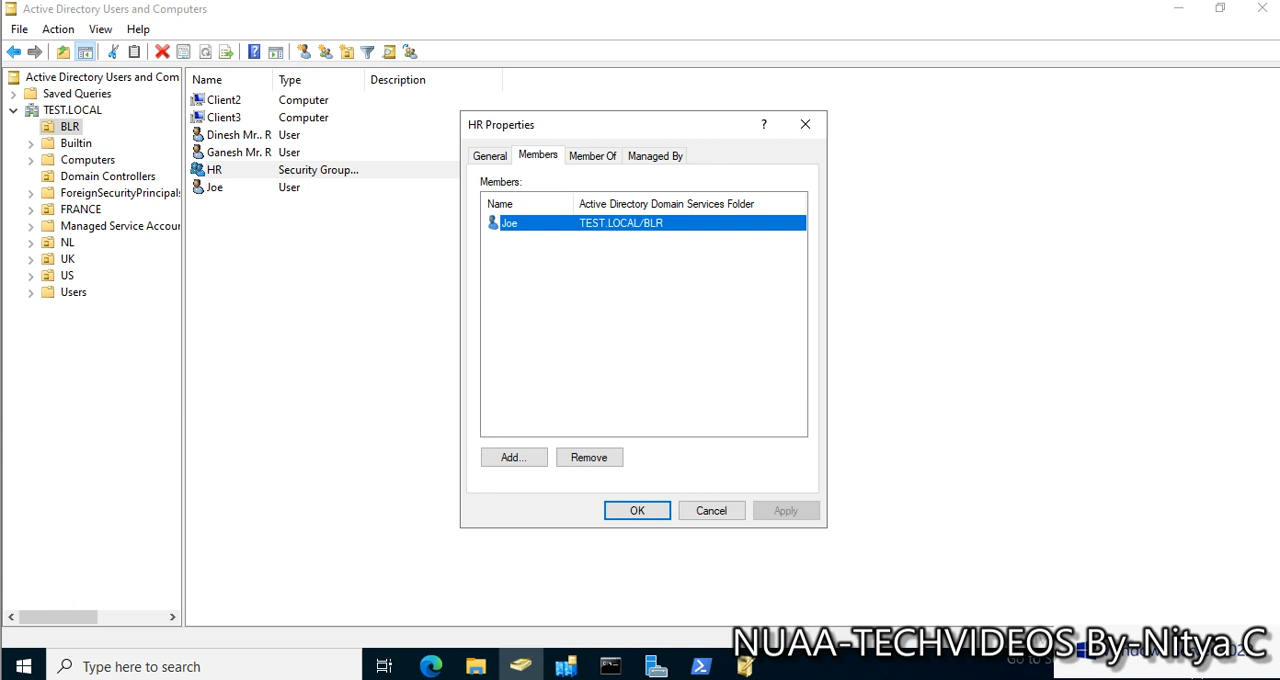 Active Directory Users and Computers
File Action View Help
Active Directory Users and Com
Saved Queries
TEST.LOCAL
BLR
Builtin
Computers
Domain Controllers
ForeignSecurityPrincipals
FRANCE
Managed Service Accour
NL
UK
US
Users
Name Type Description
Client2 Computer
Client3 Computer
Dinesh Mr.. R User
Ganesh Mr. R User
HR Security Group...
Joe User
HR Properties ?
General Members Member Of Managed By
Members:
Name Active Directory Domain Services Folder
Joe TEST.LOCAL/BLR
Add... Remove
OK Cancel Apply
NUAA-TECHVIDEOS By-Nitya C
Go to
Type here to search